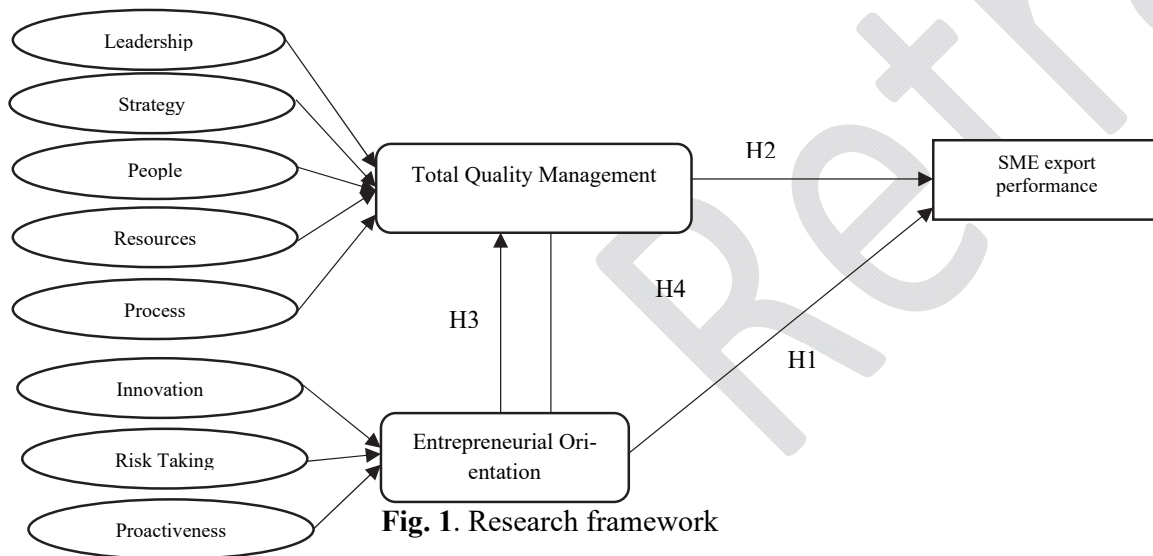 Leadership
Strategy
People
Resources
Process
Innovation
Risk Taking
Proactiveness
Total Quality Management
Entrepreneurial Ori-
entation
SME export
performance
H2
H4
H3
H1
Fig. 1. Research framework